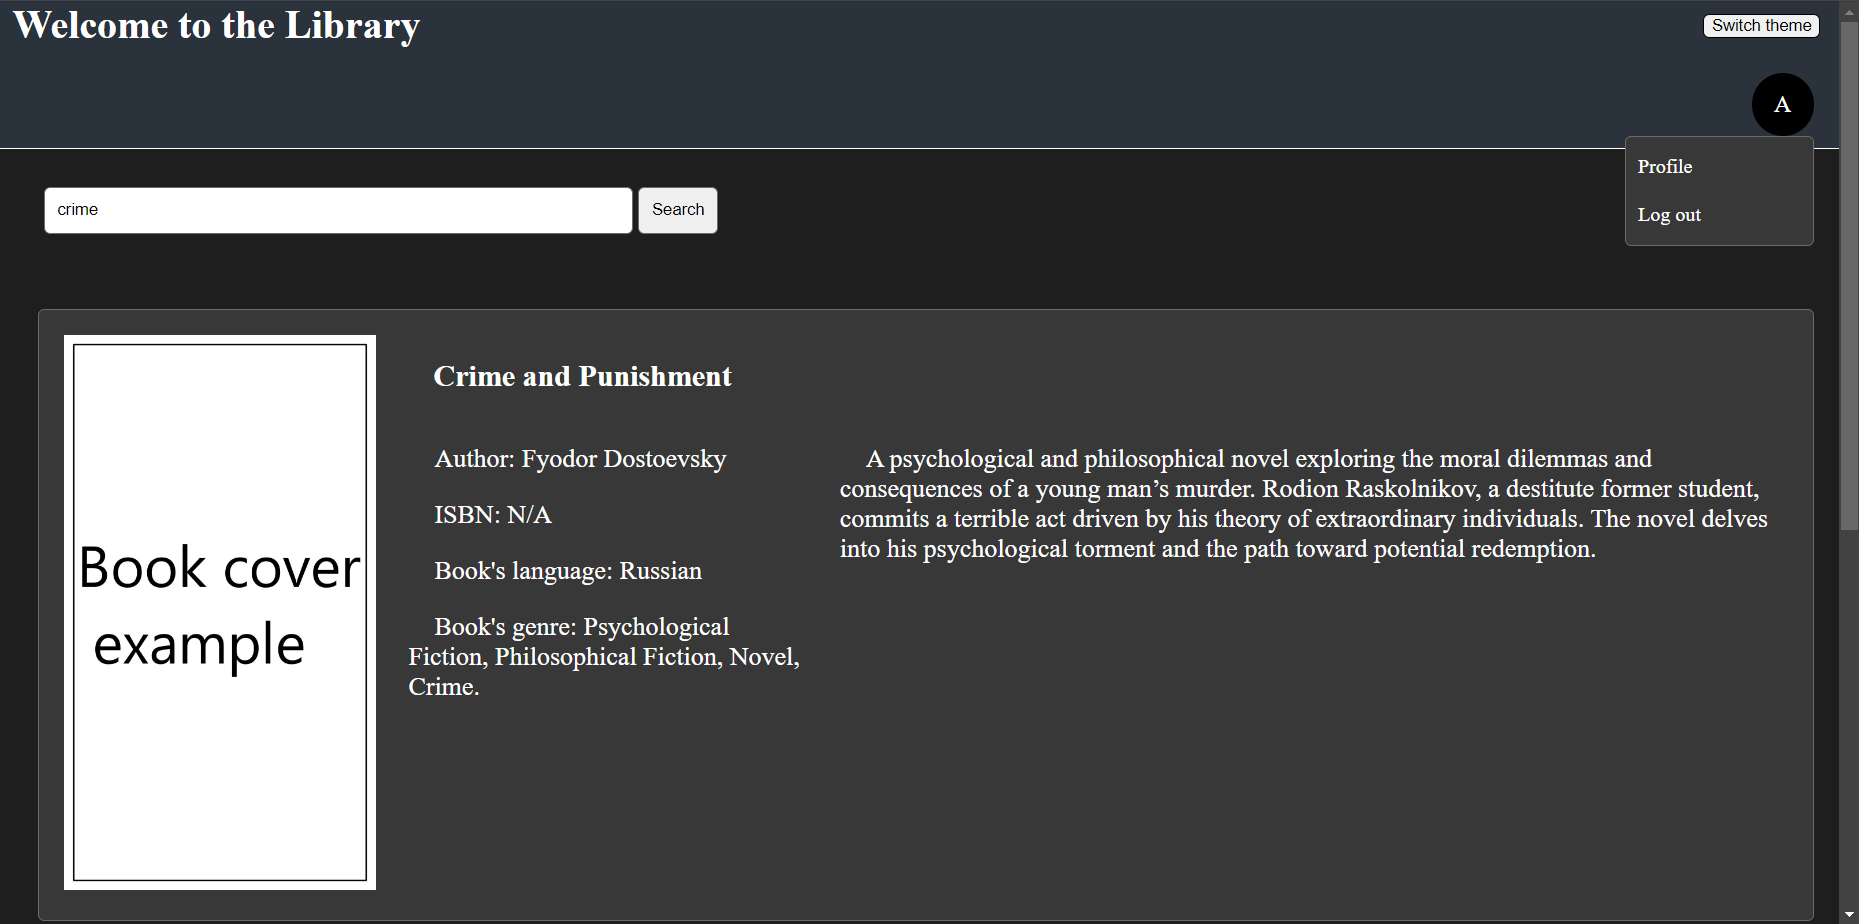 Welcome to the Library
Switch theme
A
Profile
Log out
crime
Search
Book cover
example
Crime and Punishment
Author: Fyodor Dostoevsky
ISBN: N/A
Book's language: Russian
Book's genre: Psychological
Fiction, Philosophical Fiction, Novel,
Crime.
A psychological and philosophical novel exploring the moral dilemmas and
consequences of a young man’s murder. Rodion Raskolnikov, a destitute former student,
commits a terrible act driven by his theory of extraordinary individuals. The novel delves
into his psychological torment and the path toward potential redemption.